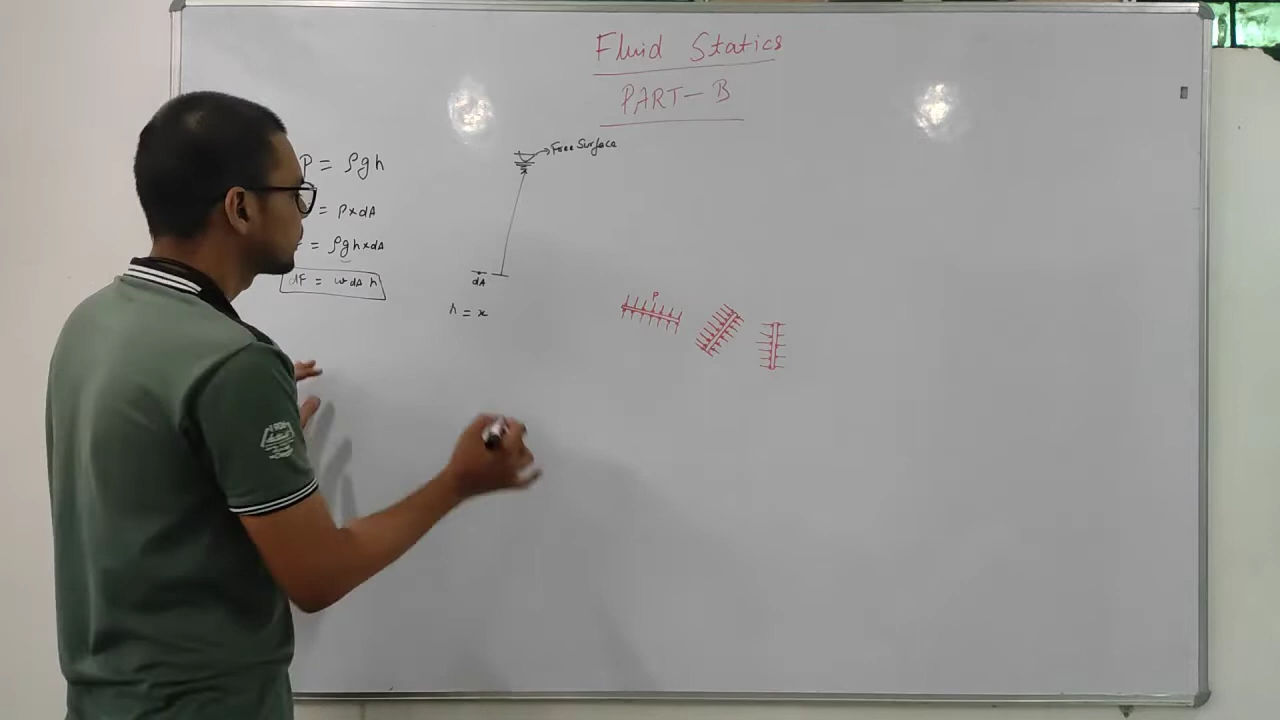 Fluid Statics
PART-B
P = ρgh
= P×dA
= ρgh×dA
dF = w dA h
Free Surface
x
dA
h = x
P